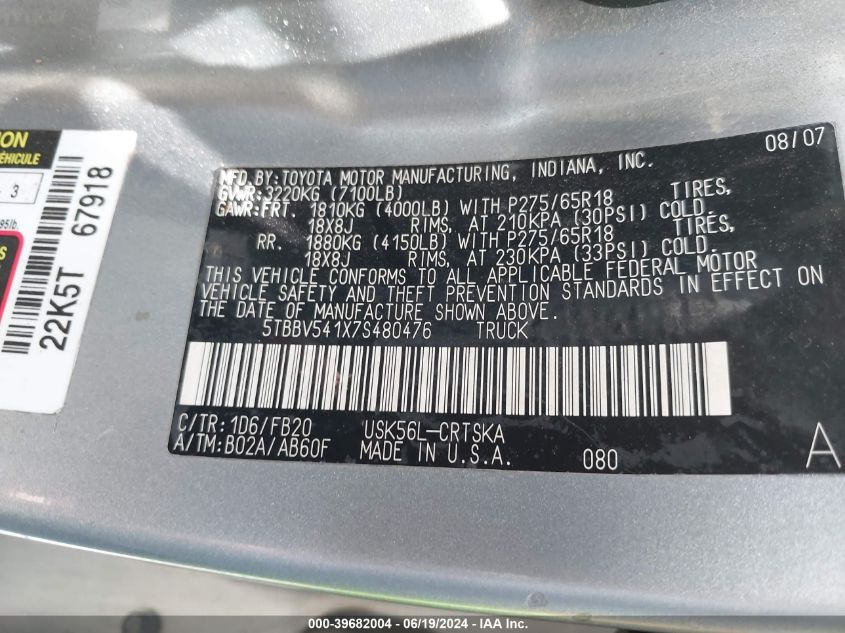 ION
ÉHICULE
- 3
95lb.
S
22K5T 67918
08/07
MFD.BY:TOYOTA MOTOR MANUFACTURING, INDIANA, INC.
GVWR:3220KG (7100LB)
GAWR:FRT. 1810KG (4000LB) WITH P275/65R18 TIRES,
18X8J RIMS, AT 210KPA (30PSI) COLD.
RR. 1880KG (4150LB) WITH P275/65R18 TIRES,
18X8J RIMS, AT 230KPA (33PSI) COLD.
THIS VEHICLE CONFORMS TO ALL APPLICABLE FEDERAL MOTOR
VEHICLE SAFETY AND THEFT PREVENTION STANDARDS IN EFFECT ON
THE DATE OF MANUFACTURE SHOWN ABOVE.
5TBBV541X7S480476 TRUCK
C/TR:1D6/FB20 USK56L-CRTSKA
A/TM:B02A/AB60F MADE IN U.S.A. 080 A
000-39682004 - 06/19/2024 - IAA Inc.